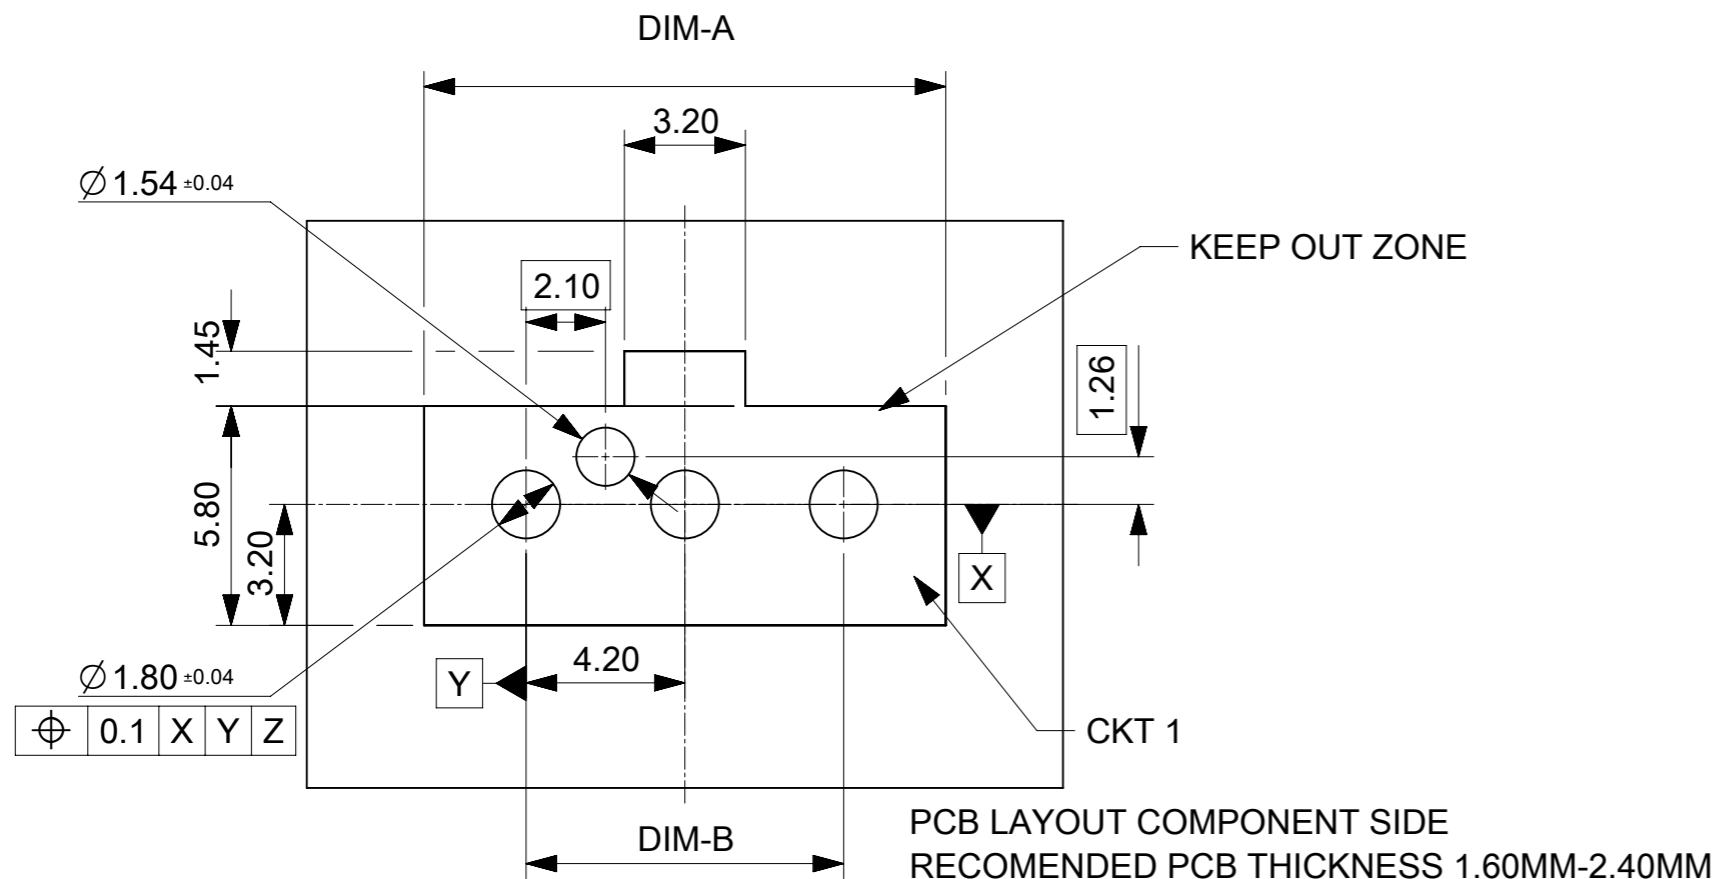 DIM-A
3.20
Ø 1.54 ±0.04
KEEP OUT ZONE
2.10
1.45
1.26
5.80
3.20
X
Ø 1.80 ±0.04
Y
4.20
⌖ 0.1 X Y Z
CKT 1
DIM-B
PCB LAYOUT COMPONENT SIDE
RECOMENDED PCB THICKNESS 1.60MM-2.40MM